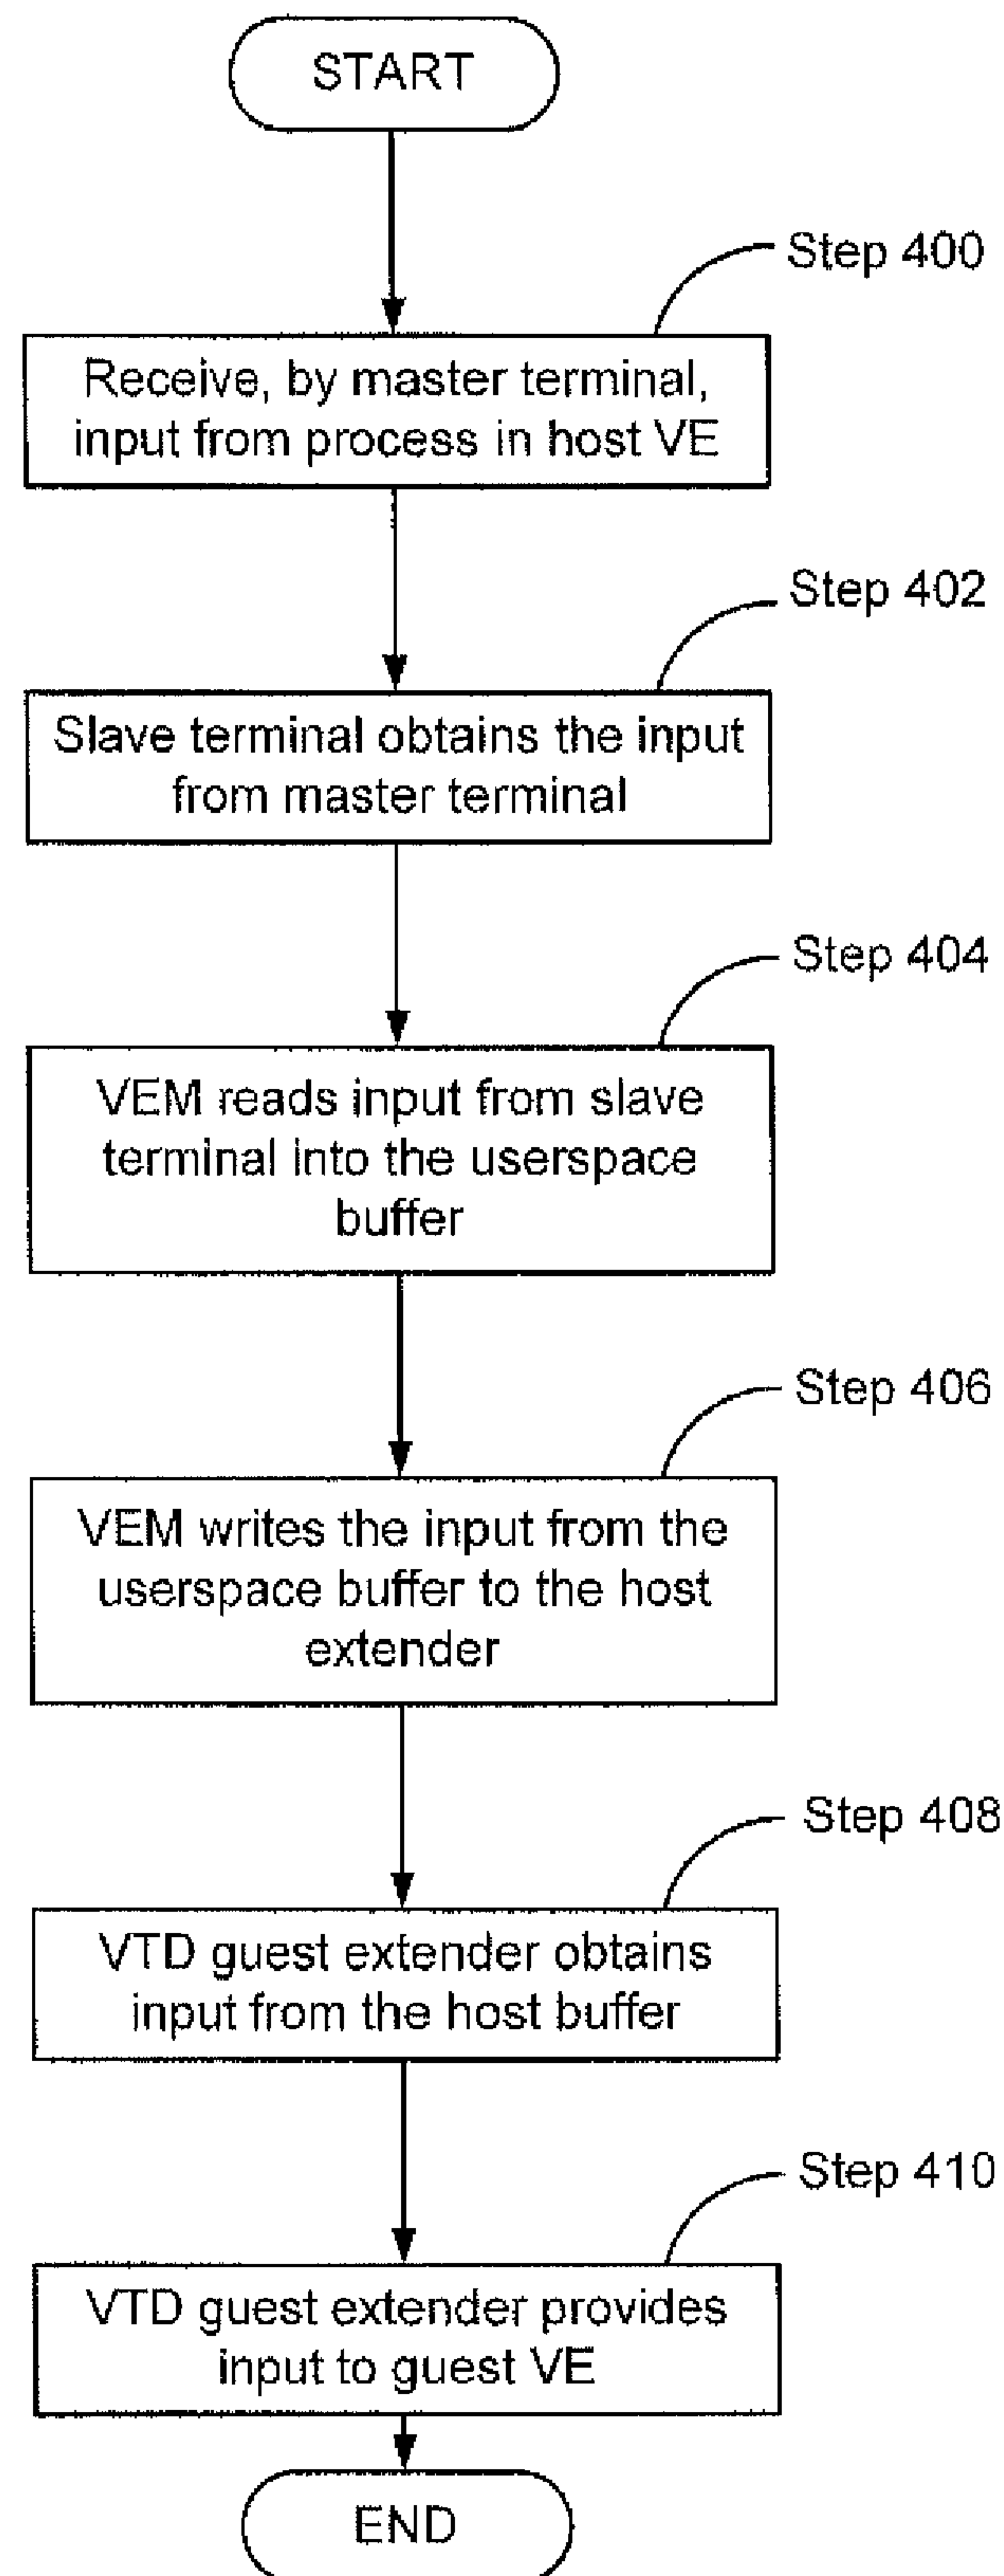 START
Step 400
Receive, by master terminal,
input from process in host VE
Step 402
Slave terminal obtains the input
from master terminal
Step 404
VEM reads input from slave
terminal into the userspace
buffer
Step 406
VEM writes the input from the
userspace buffer to the host
extender
Step 408
VTD guest extender obtains
input from the host buffer
Step 410
VTD guest extender provides
input to guest VE
END